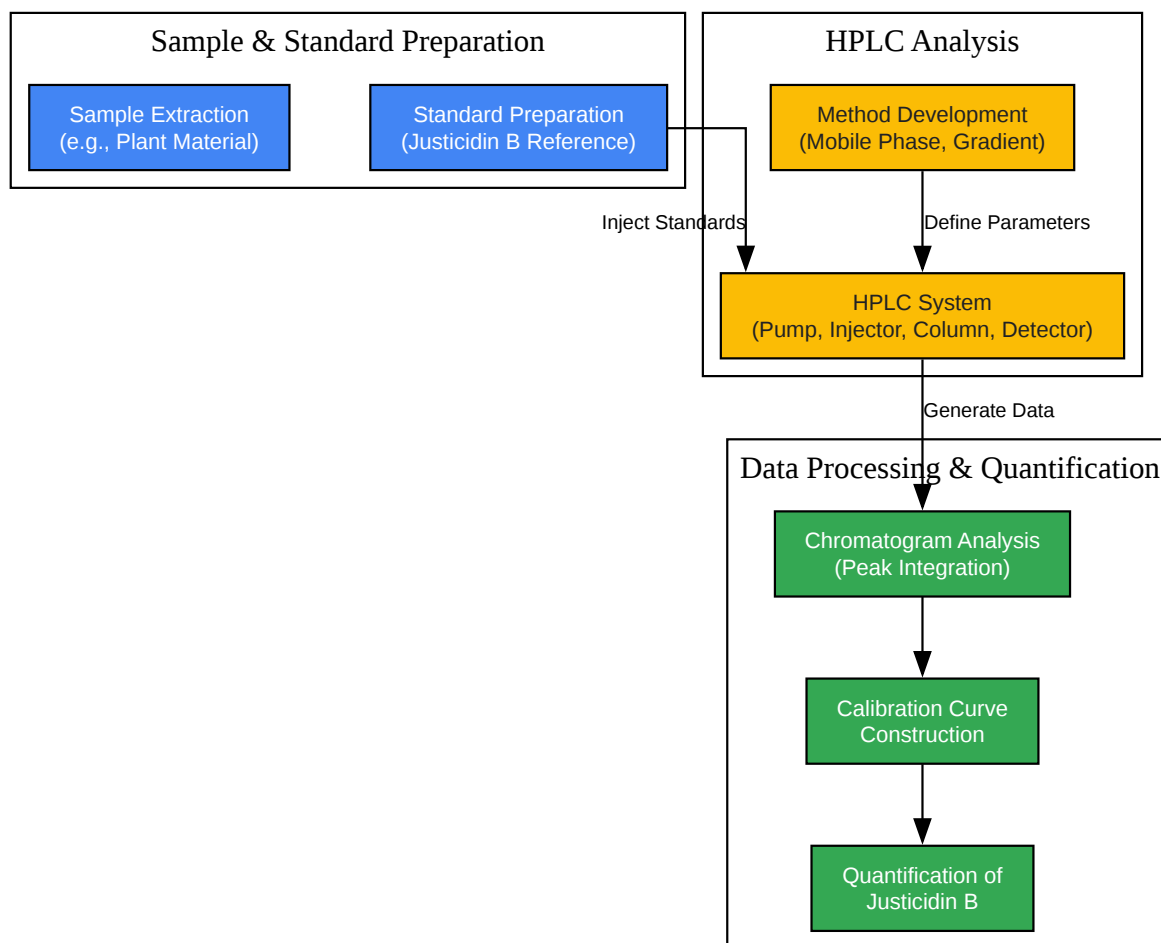 Sample & Standard Preparation
Sample Extraction
(e.g., Plant Material)
Standard Preparation
(Justicidin B Reference)
HPLC Analysis
Method Development
(Mobile Phase, Gradient)
Inject Standards
Define Parameters
HPLC System
(Pump, Injector, Column, Detector)
Generate Data
Data Processing & Quantification
Chromatogram Analysis
(Peak Integration)
Calibration Curve
Construction
Quantification of
Justicidin B